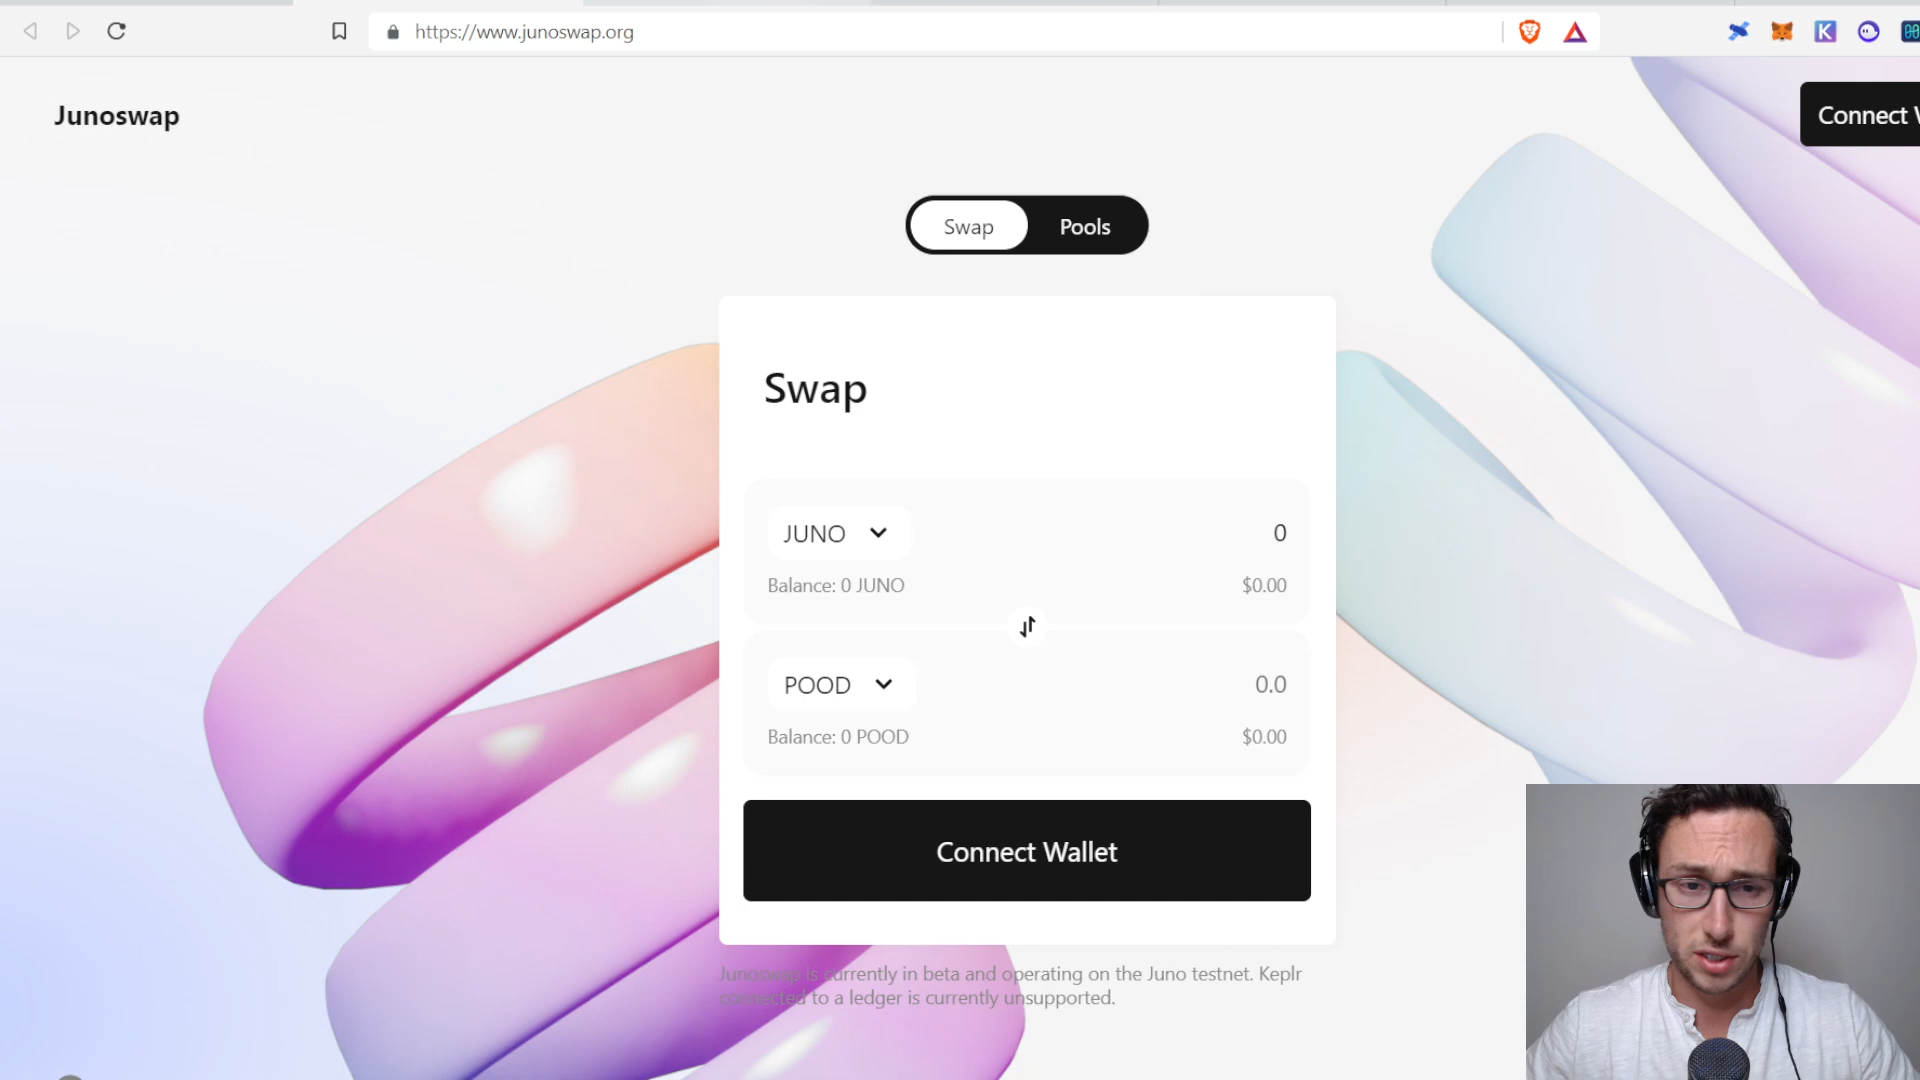 https://www.junoswap.org
Junoswap
Connect
Swap
Pools
Swap
JUNO
0
Balance: 0 JUNO
$0.00
POOD
0.0
Balance: 0 POOD
$0.00
Connect Wallet
Junoswap is currently in beta and operating on the Juno testnet. Keplr
connected to a ledger is currently unsupported.